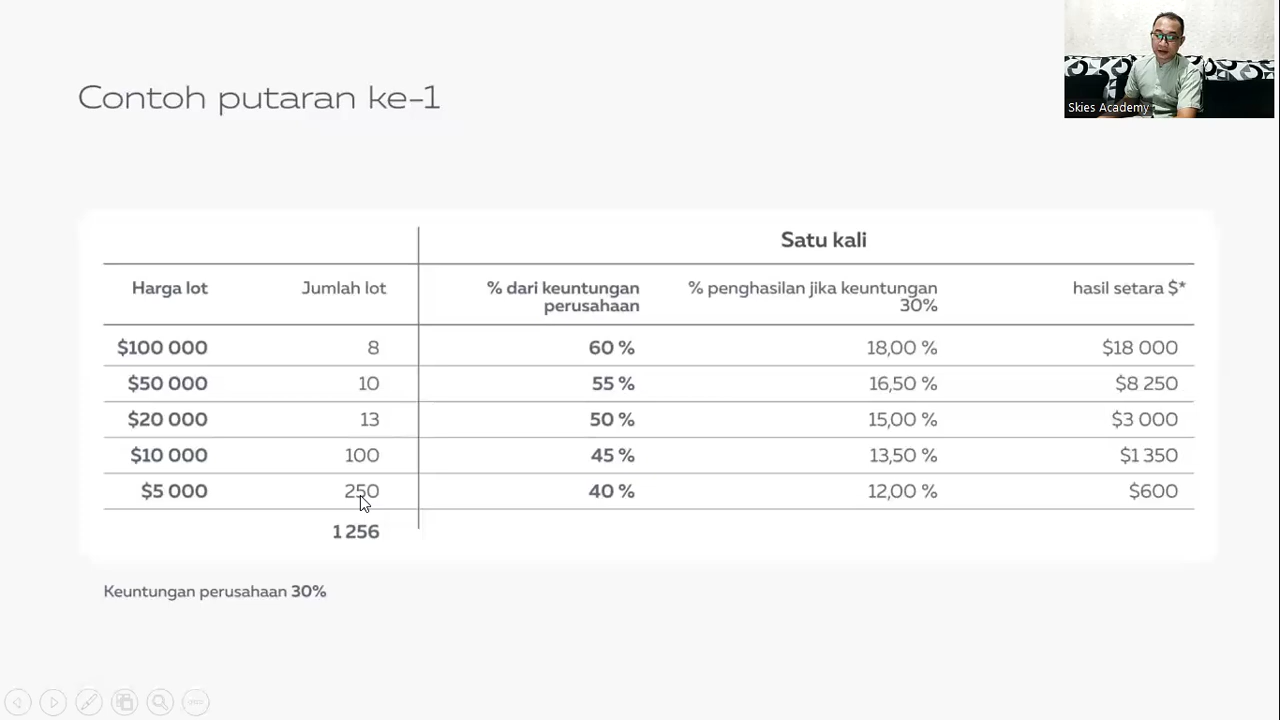 Skies Academy
Contoh putaran ke-1
Satu kali
Harga lot Jumlah lot % dari keuntungan perusahaan % penghasilan jika keuntungan 30% hasil setara $*
$100 000 8 60 % 18,00 % $18 000
$50 000 10 55 % 16,50 % $8 250
$20 000 13 50 % 15,00 % $3 000
$10 000 100 45 % 13,50 % $1 350
$5 000 250 40 % 12,00 % $600
1 256
Keuntungan perusahaan 30%